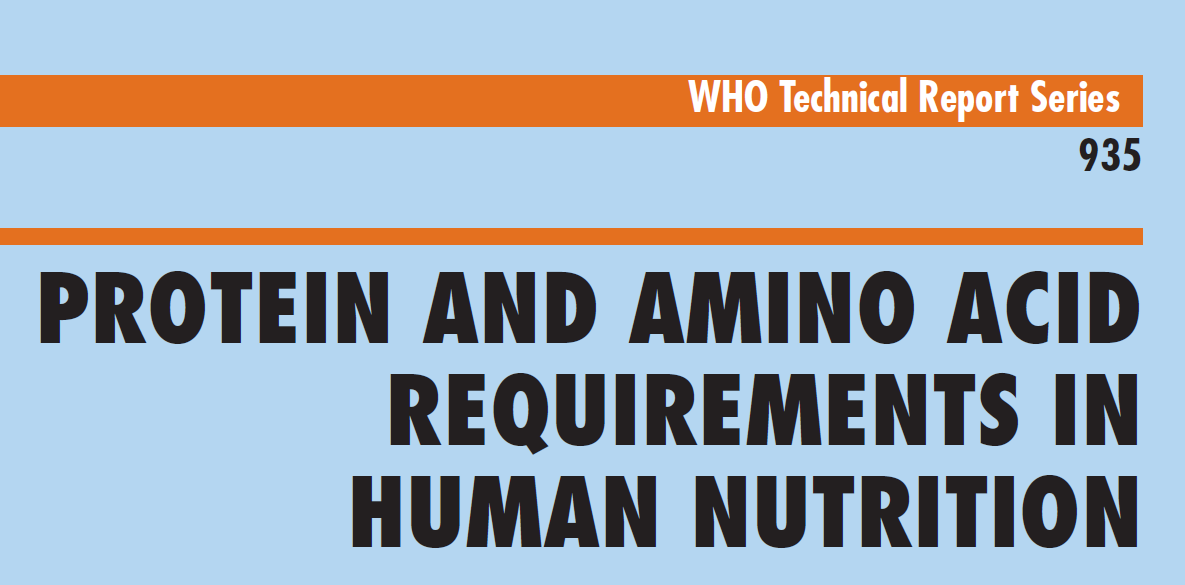 WHO Technical Report Series
935
PROTEIN AND AMINO ACID
REQUIREMENTS IN
HUMAN NUTRITION